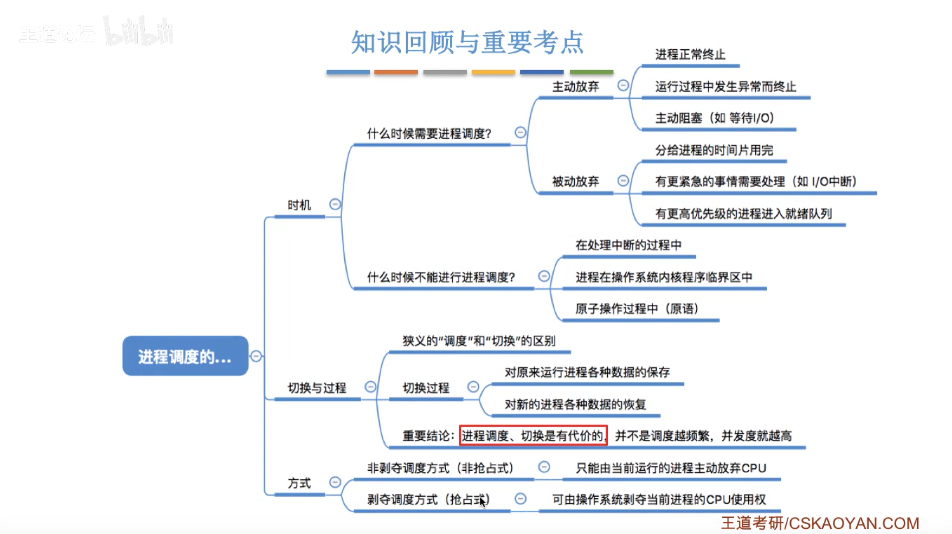 王道考研 bilibili
知识回顾与重要考点
进程调度的...
时机
什么时候需要进程调度?
主动放弃
进程正常终止
运行过程中发生异常而终止
主动阻塞（如 等待I/O）
被动放弃
分给进程的时间片用完
有更紧急的事情需要处理（如 I/O中断）
有更高优先级的进程进入就绪队列
什么时候不能进行进程调度?
在处理中断的过程中
进程在操作系统内核程序临界区中
原子操作过程中（原语）
切换与过程
狭义的“调度”和“切换”的区别
切换过程
对原来运行进程各种数据的保存
对新的进程各种数据的恢复
重要结论：进程调度、切换是有代价的，并不是调度越频繁，并发度就越高
方式
非剥夺调度方式（非抢占式）
只能由当前运行的进程主动放弃CPU
剥夺调度方式（抢占式）
可由操作系统剥夺当前进程的CPU使用权
王道考研/CSKAOYAN.COM